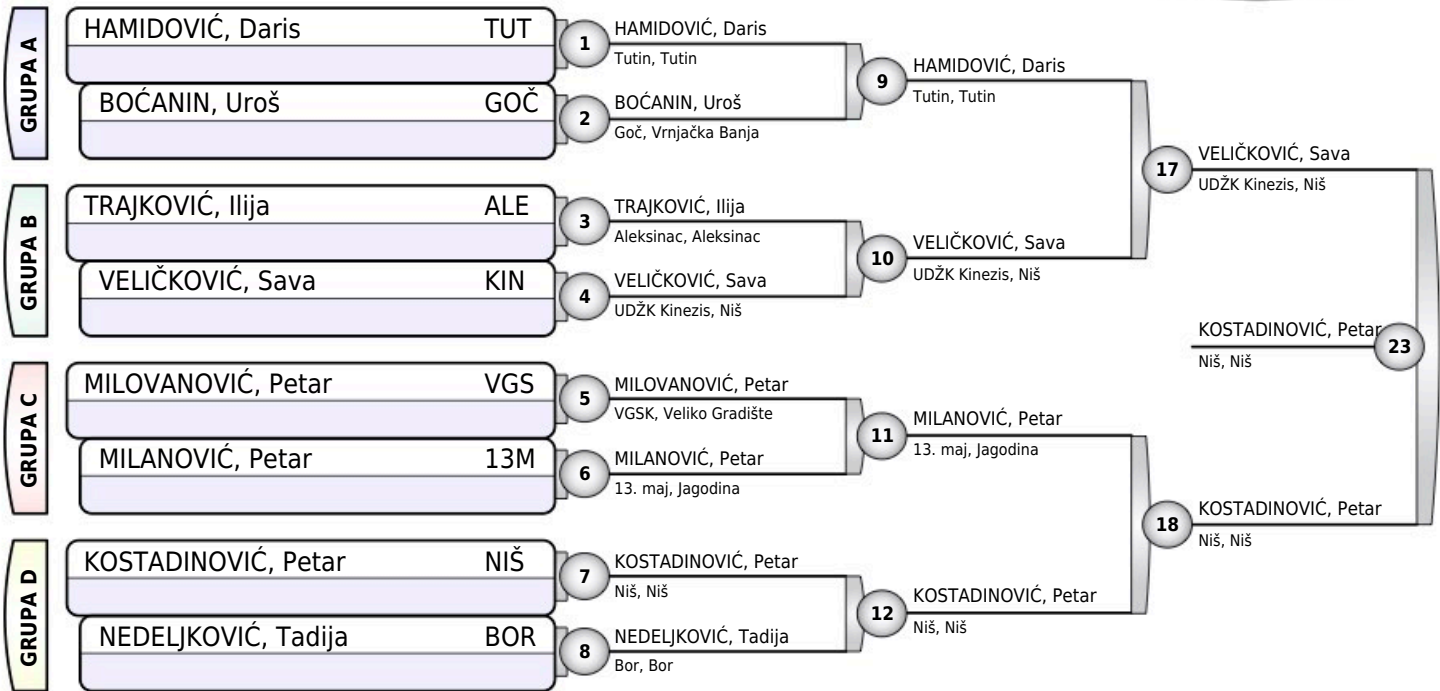 GRUPA A
HAMIDOVIĆ, Daris TUT
BOĆANIN, Uroš GOČ
GRUPA B
TRAJKOVIĆ, Ilija ALE
VELIČKOVIĆ, Sava KIN
GRUPA C
MILOVANOVIĆ, Petar VGS
MILANOVIĆ, Petar 13M
GRUPA D
KOSTADINOVIĆ, Petar NIŠ
NEDELJKOVIĆ, Tadija BOR
1
HAMIDOVIĆ, Daris
Tutin, Tutin
2
BOĆANIN, Uroš
Goč, Vrnjačka Banja
3
TRAJKOVIĆ, Ilija
Aleksinac, Aleksinac
4
VELIČKOVIĆ, Sava
UDŽK Kinezis, Niš
5
MILOVANOVIĆ, Petar
VGSK, Veliko Gradište
6
MILANOVIĆ, Petar
13. maj, Jagodina
7
KOSTADINOVIĆ, Petar
Niš, Niš
8
NEDELJKOVIĆ, Tadija
Bor, Bor
9
HAMIDOVIĆ, Daris
Tutin, Tutin
10
VELIČKOVIĆ, Sava
UDŽK Kinezis, Niš
11
MILANOVIĆ, Petar
13. maj, Jagodina
12
KOSTADINOVIĆ, Petar
Niš, Niš
17
VELIČKOVIĆ, Sava
UDŽK Kinezis, Niš
18
KOSTADINOVIĆ, Petar
Niš, Niš
KOSTADINOVIĆ, Petar
23
Niš, Niš